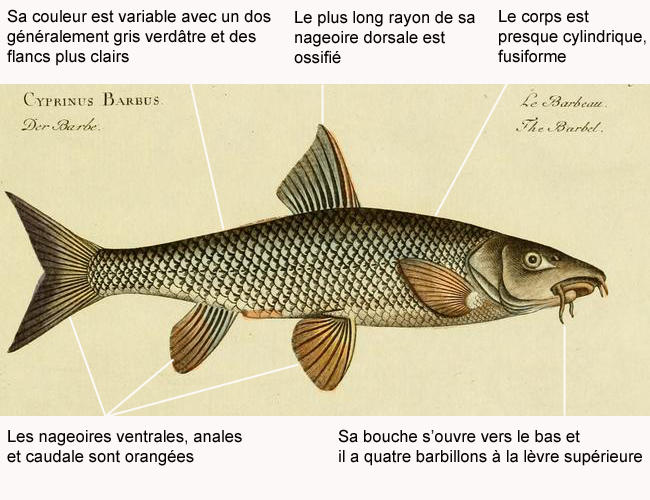 Sa couleur est variable avec un dos
généralement gris verdâtre et des
flancs plus clairs
Le plus long rayon de sa
nageoire dorsale est
ossifié
Le corps est
presque cylindrique,
fusiforme
Cyprinus Barbus.
Der Barbe.
Le Barbeau.
The Barbel.
Les nageoires ventrales, anales
et caudale sont orangées
Sa bouche s’ouvre vers le bas et
il a quatre barbillons à la lèvre supérieure